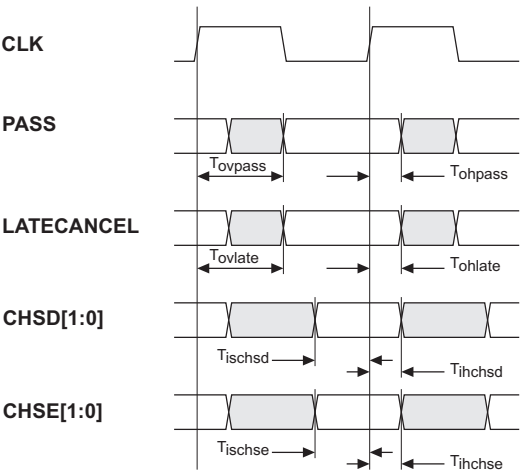 CLK
PASS
Tovpass
Tohpass
LATECANCEL
Tovlate
Tohlate
CHSD[1:0]
Tischsd
Tihchsd
CHSE[1:0]
Tischse
Tihchse